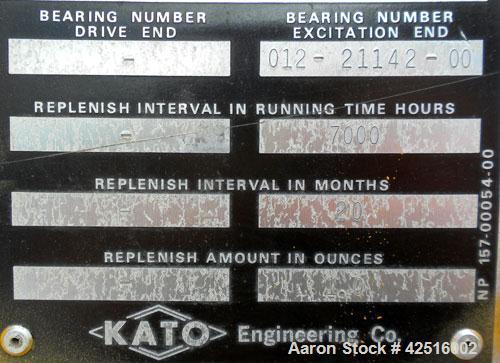 BEARING NUMBER DRIVE END
BEARING NUMBER EXCITATION END
- 012-21142-00
REPLENISH INTERVAL IN RUNNING TIME HOURS
- 7000
REPLENISH INTERVAL IN MONTHS
- 20
REPLENISH AMOUNT IN OUNCES
KATO Engineering Co.
NP 157-00054-00
Aaron Stock # 42516002